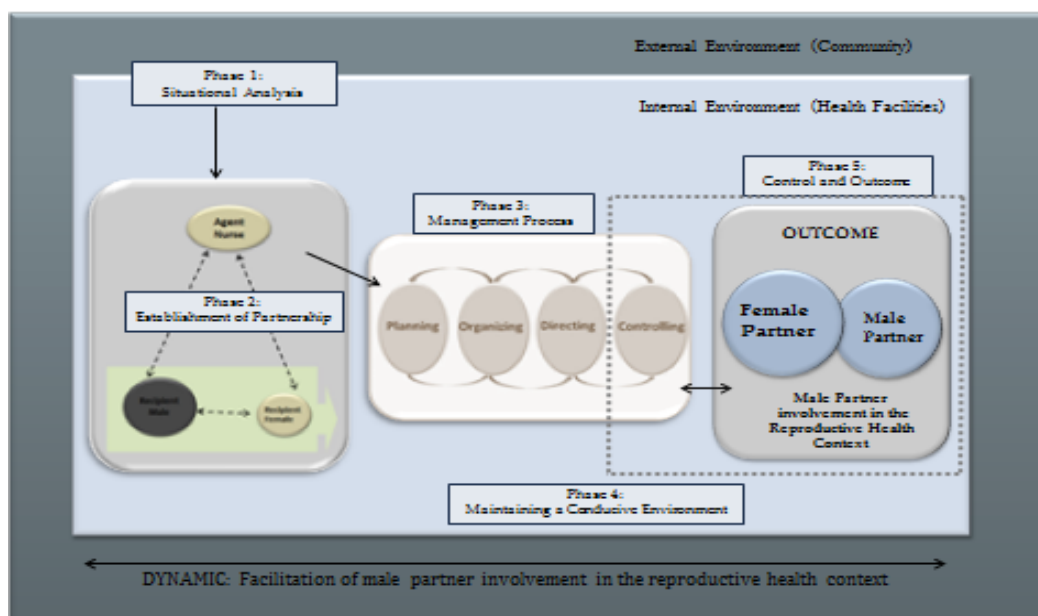 External Environment (Community)
Phase 1:
Situational Analysis
Internal Environment (Health Facilities)
Phase 5:
Control and Outcome
Phase 3:
Management Process
Agent
Nurse
OUTCOME
Phase 2:
Establishment of Partnership
Planning
Organizing
Directing
Controlling
Female
Partner
Male
Partner
Recipient
Male
Recipient
Female
Male Partner
involvement in the
Reproductive Health
Context
Phase 4:
Maintaining a Conducive Environment
DYNAMIC: Facilitation of male partner involvement in the reproductive health context